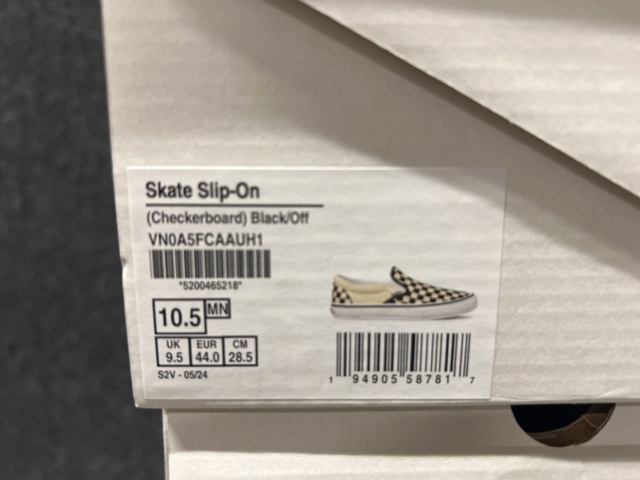 Skate Slip-On
(Checkerboard) Black/Off
VN0A5FCAAUH1
*5200465218*
10.5 MN
UK EUR CM
9.5 44.0 28.5
S2V - 05/24
1 94905 58781 7